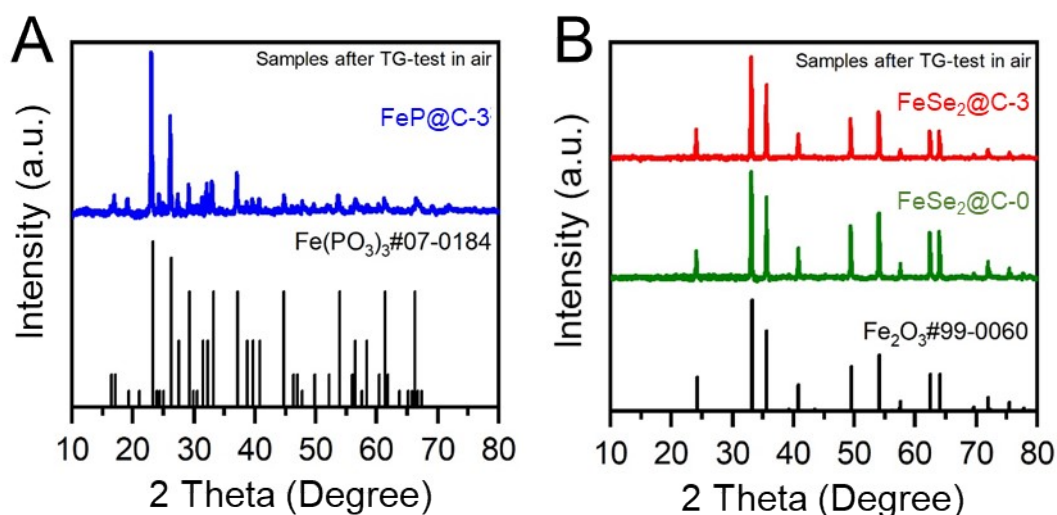 A
Samples after TG-test in air
FeP@C-3
Fe(PO₃)₃#07-0184
Intensity (a.u.)
10 20 30 40 50 60 70 80
2 Theta (Degree)
B
Samples after TG-test in air
FeSe₂@C-3
FeSe₂@C-0
Fe₂O₃#99-0060
Intensity (a.u.)
10 20 30 40 50 60 70 80
2 Theta (Degree)